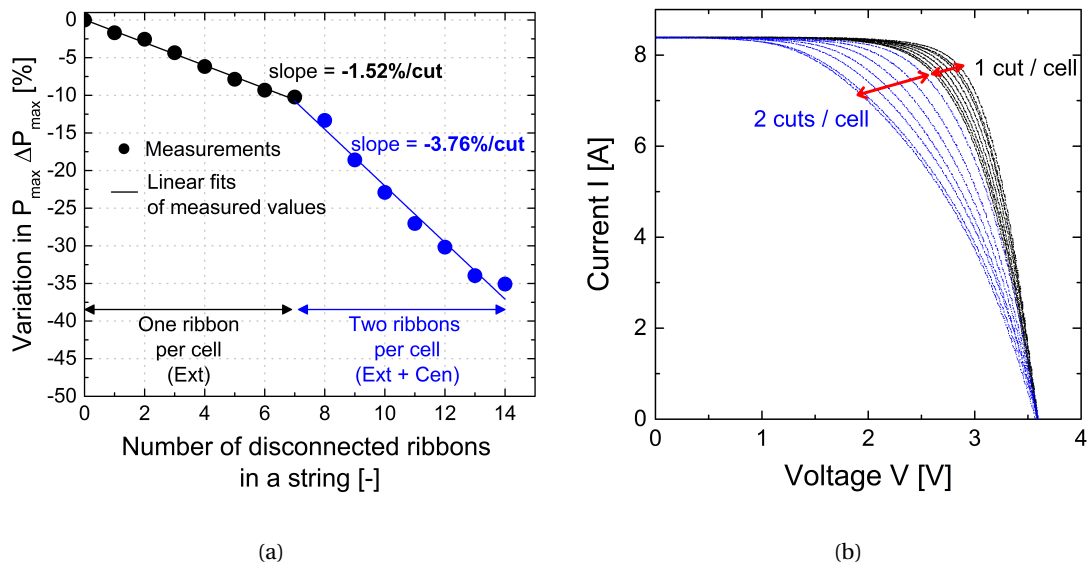 0
-5
-10
-15
-20
-25
-30
-35
-40
-45
-50
Variation in P_max ΔP_max [%]
slope = -1.52%/cut
slope = -3.76%/cut
Measurements
Linear fits
of measured values
One ribbon
per cell
(Ext)
Two ribbons
per cell
(Ext + Cen)
0 2 4 6 8 10 12 14
Number of disconnected ribbons
in a string [-]
(a)
8
6
4
2
0
Current I [A]
1 cut / cell
2 cuts / cell
0 1 2 3 4
Voltage V [V]
(b)